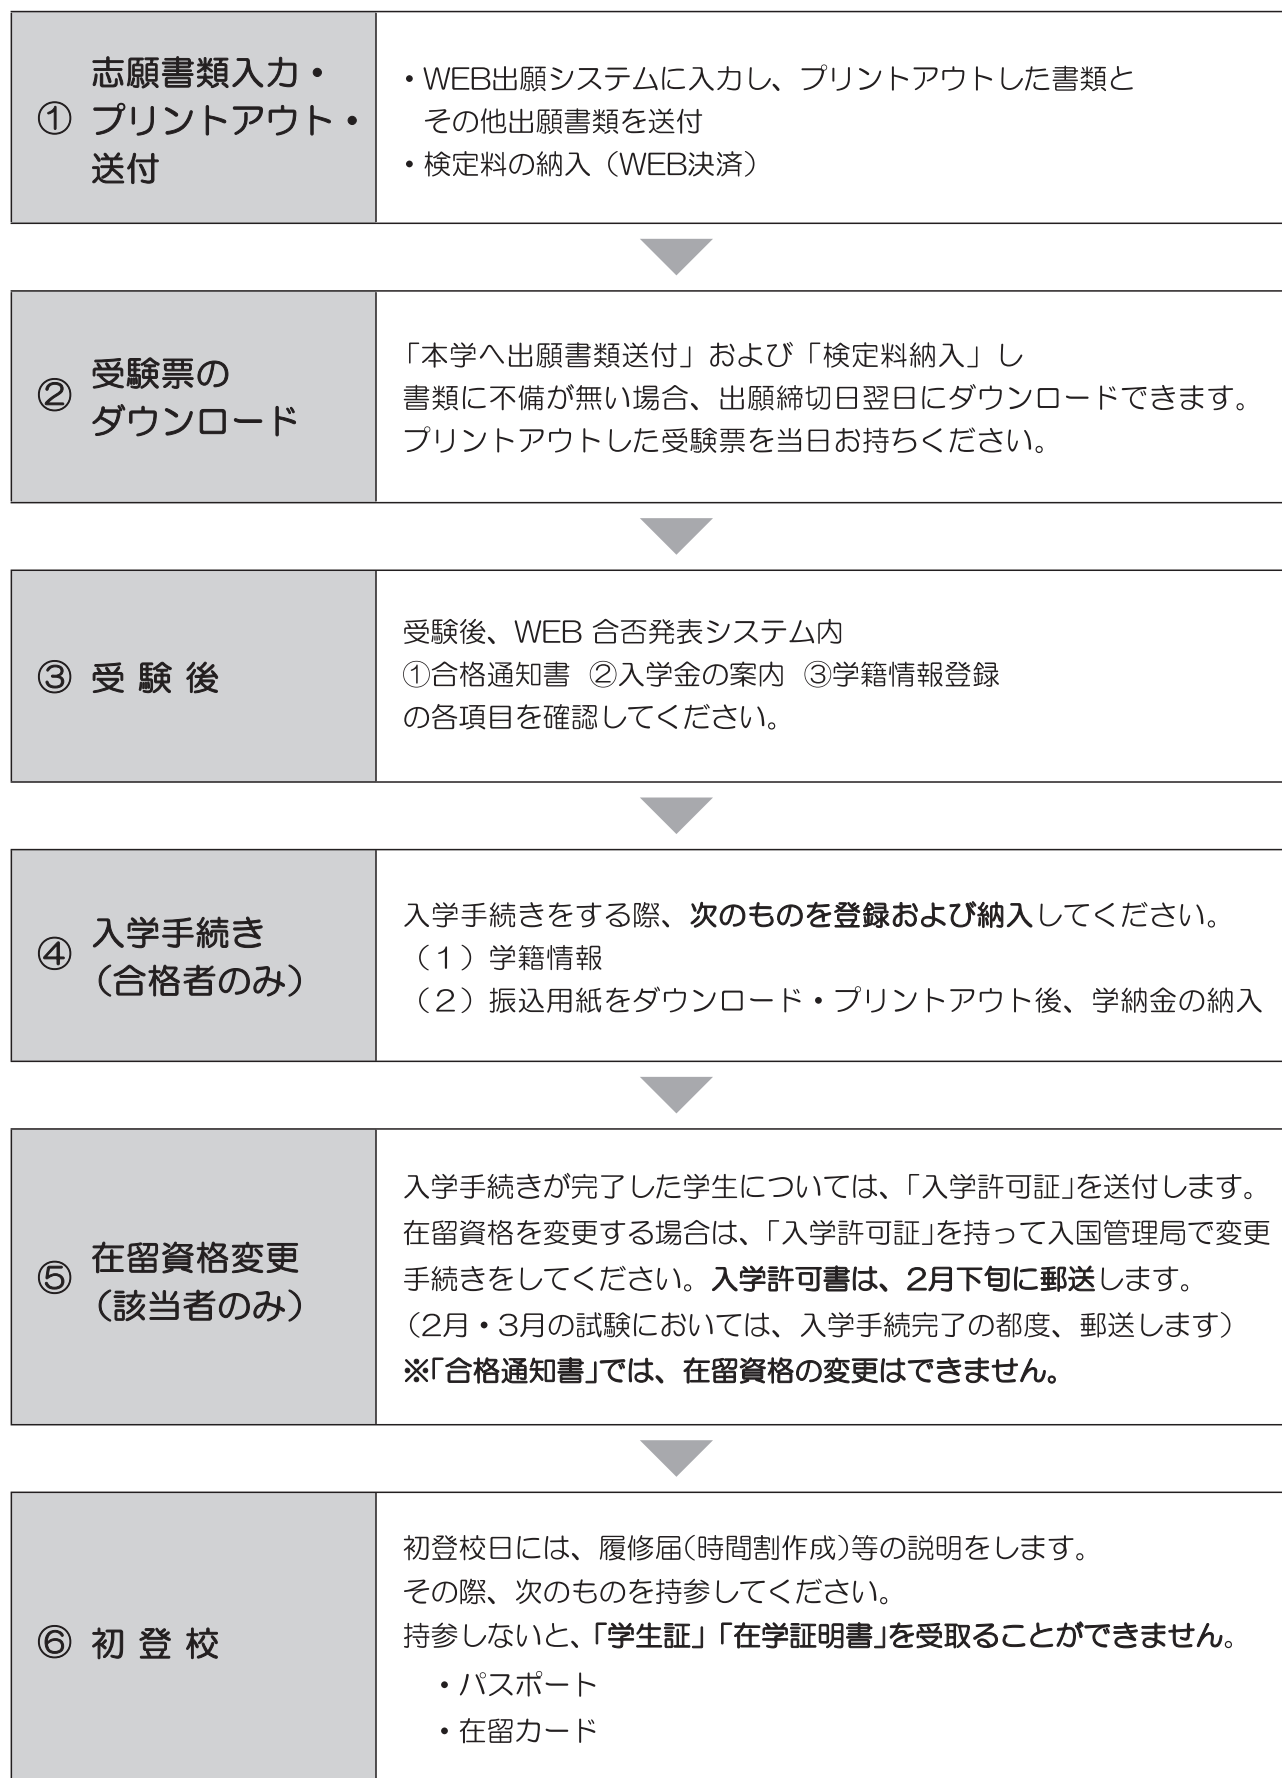 ① 志願書類入力・
プリントアウト・
送付
・WEB出願システムに入力し、プリントアウトした書類と
その他出願書類を送付
・検定料の納入（WEB決済）
② 受験票の
ダウンロード
「本学へ出願書類送付」および「検定料納入」し
書類に不備が無い場合、出願締切日翌日にダウンロードできます。
プリントアウトした受験票を当日お持ちください。
③ 受験後
受験後、WEB 合否発表システム内
①合格通知書 ②入学金の案内 ③学籍情報登録
の各項目を確認してください。
④ 入学手続き
（合格者のみ）
入学手続きをする際、次のものを登録および納入してください。
（1）学籍情報
（2）振込用紙をダウンロード・プリントアウト後、学納金の納入
⑤ 在留資格変更
（該当者のみ）
入学手続きが完了した学生については、「入学許可証」を送付します。
在留資格を変更する場合は、「入学許可証」を持って入国管理局で変更
手続きをしてください。入学許可書は、2月下旬に郵送します。
（2月・3月の試験においては、入学手続完了の都度、郵送します）
※「合格通知書」では、在留資格の変更はできません。
⑥ 初登校
初登校日には、履修届（時間割作成）等の説明をします。
その際、次のものを持参してください。
持参しないと、「学生証」「在学証明書」を受取ることができません。
・パスポート
・在留カード